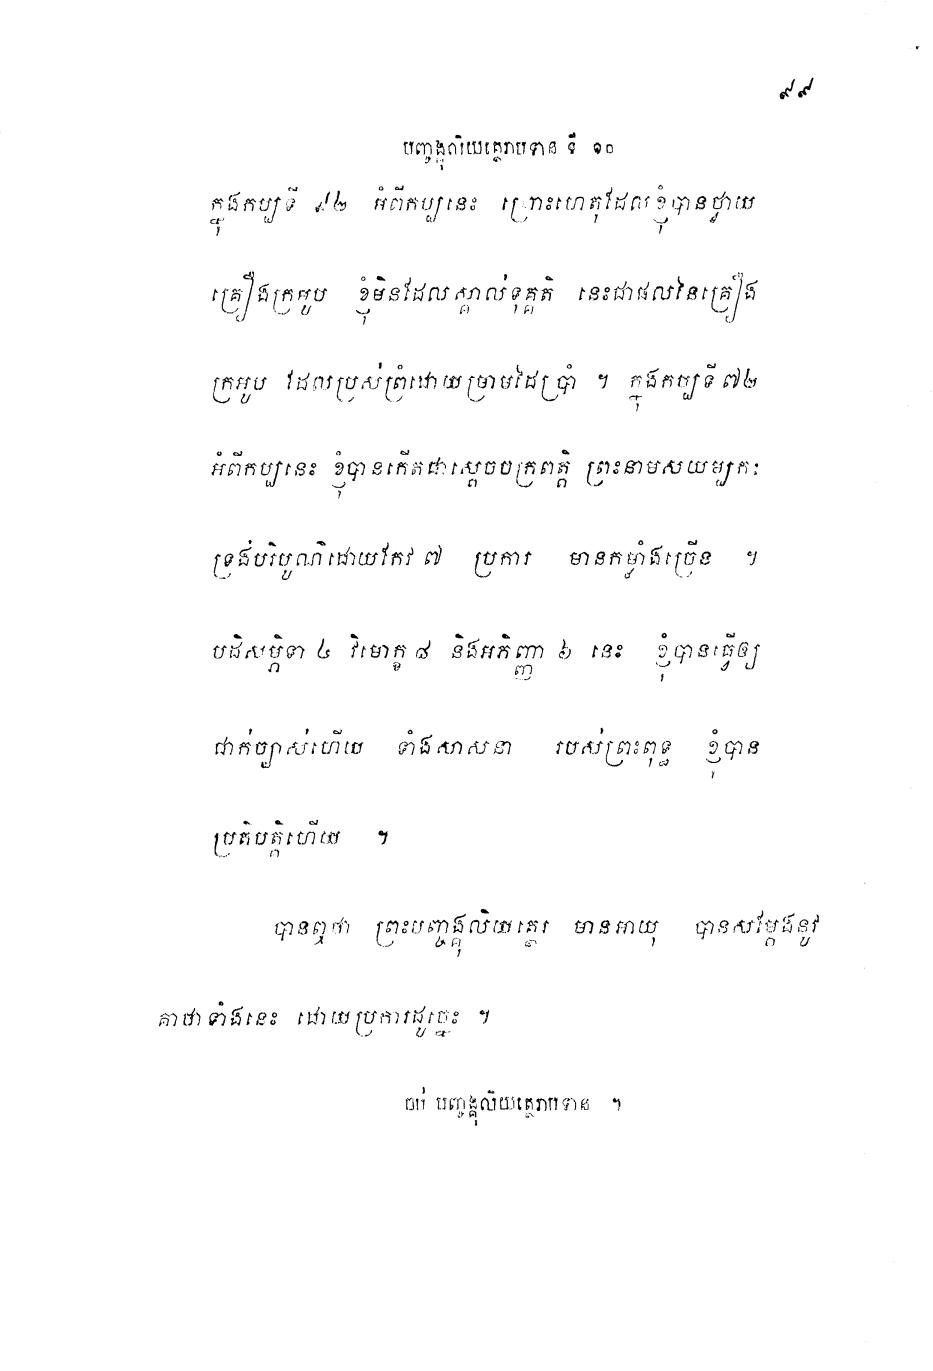 ៩៩
បញ្ចង្គុលិយត្ថេរាបទាន ទី ១០
ក្នុងកប្បទី ៩២ អំពីកប្បនេះ ព្រោះហេតុដែលខ្ញុំបានថ្វាយ
គ្រឿងក្រអូប ខ្ញុំមិនដែលស្គាល់ទុគ្គតិ នេះជាផលនៃគ្រឿង
ក្រអូប ដែលប្រស់ព្រំដោយម្រាមដៃប្រាំ ។ ក្នុងកប្បទី ៧២
អំពីកប្បនេះ ខ្ញុំបានកើតជាស្តេចចក្រពត្តិ ព្រះនាមសយម្បកៈ
ទ្រង់បរិបូណ៌ដោយកែវ ៧ ប្រការ មានកម្លាំងច្រើន ។
បដិសម្ភិទា ៤ វិមោក្ខ ៨ និងអភិញ្ញា ៦ នេះ ខ្ញុំបានធ្វើឲ្យ
ជាក់ច្បាស់ហើយ ទាំងសាសនា របស់ព្រះពុទ្ធ ខ្ញុំបាន
ប្រតិបត្តិហើយ ។
បានឮថា ព្រះបញ្ចង្គុលិយត្ថេរ មានអាយុ បានសម្តែងនូវ
គាថាទាំងនេះ ដោយប្រការដូច្នេះ ។
ចប់ បញ្ចង្គុលិយត្ថេរាបទាន ។